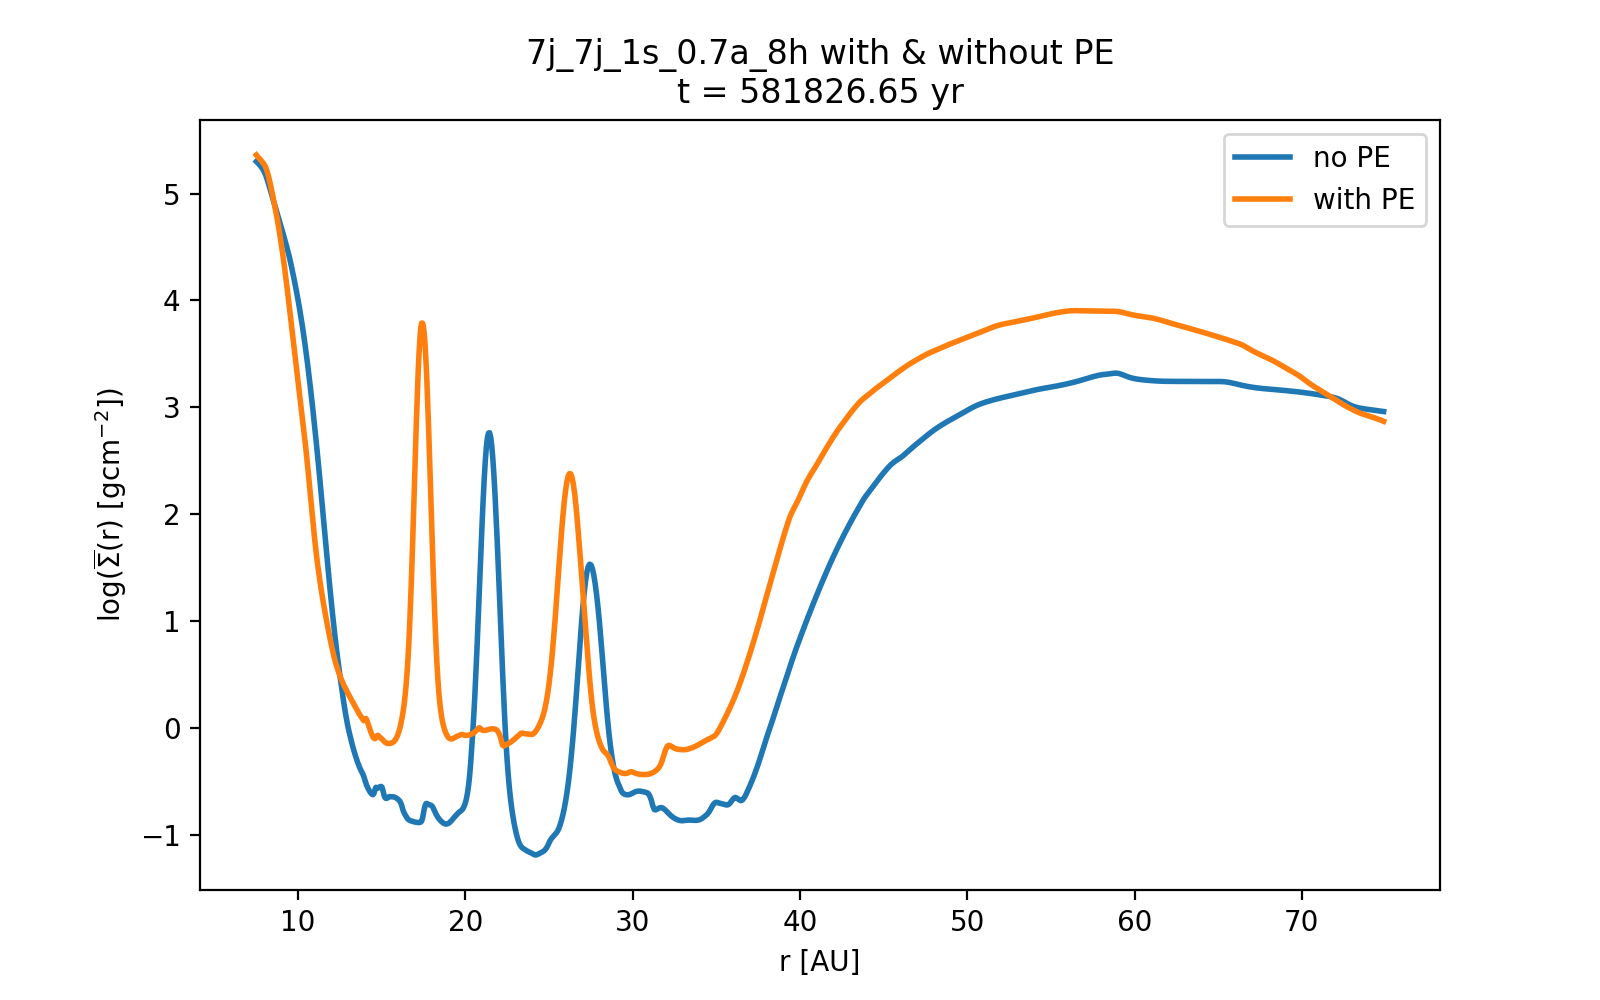 7j_7j_1s_0.7a_8h with & without PE
t = 581826.65 yr
no PE
with PE
5
4
3
2
1
0
−1
log(Σ̅(r) [gcm⁻²])
10 20 30 40 50 60 70
r [AU]